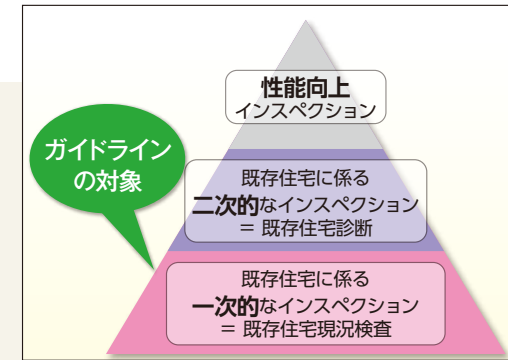 性能向上
インスペクション
ガイドライン
の対象
既存住宅に係る
二次的なインスペクション
＝ 既存住宅診断
既存住宅に係る
一次的なインスペクション
＝ 既存住宅現況検査